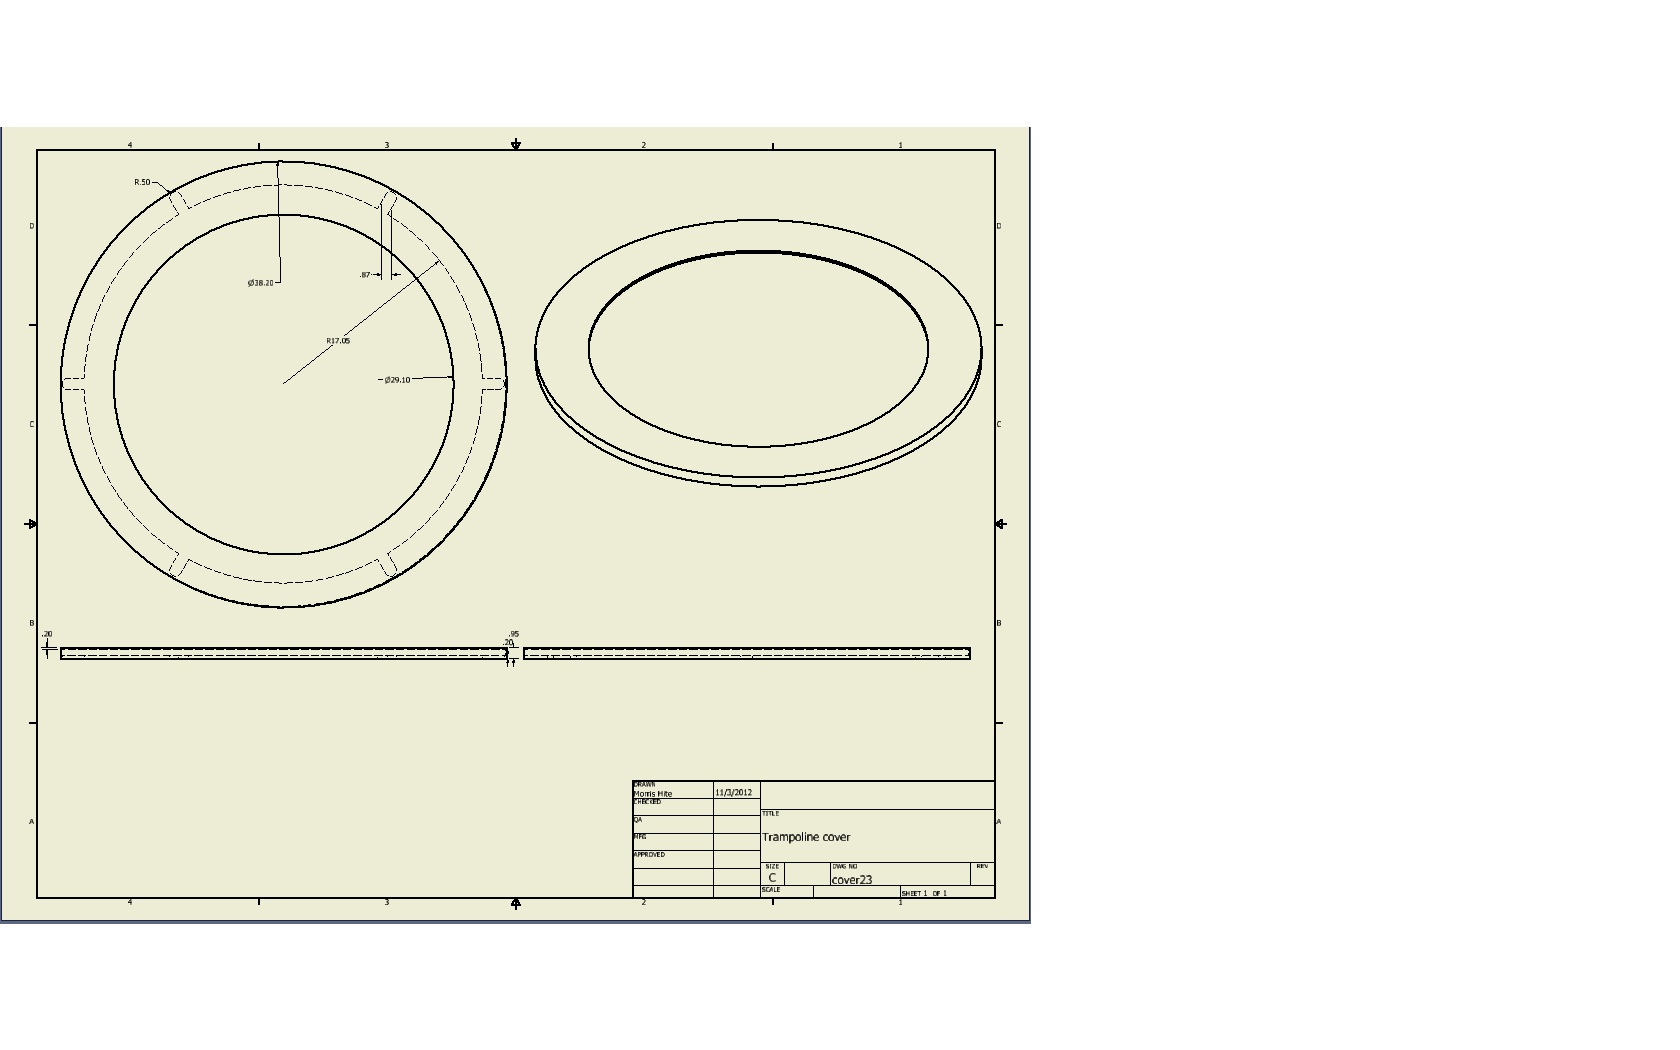 4 3 2 1
R.50
D D
.87
Ø38.20
R17.05
Ø29.10
C C
B B
.20 .95
.20
DRAWN
Morris Hite 11/3/2012
CHECKED
TITLE
QA
MFG
Trampoline cover
APPROVED
SIZE DWG NO REV
C cover23
SCALE SHEET 1 OF 1
A A
4 3 2 1